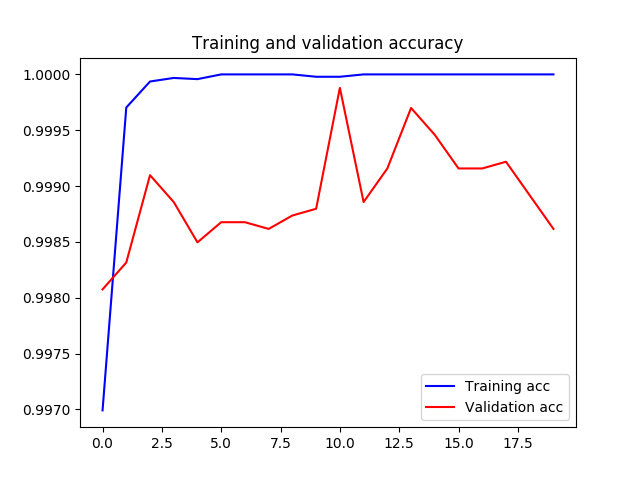 Training and validation accuracy
1.0000
0.9995
0.9990
0.9985
0.9980
0.9975
0.9970
Training acc
Validation acc
0.0 2.5 5.0 7.5 10.0 12.5 15.0 17.5